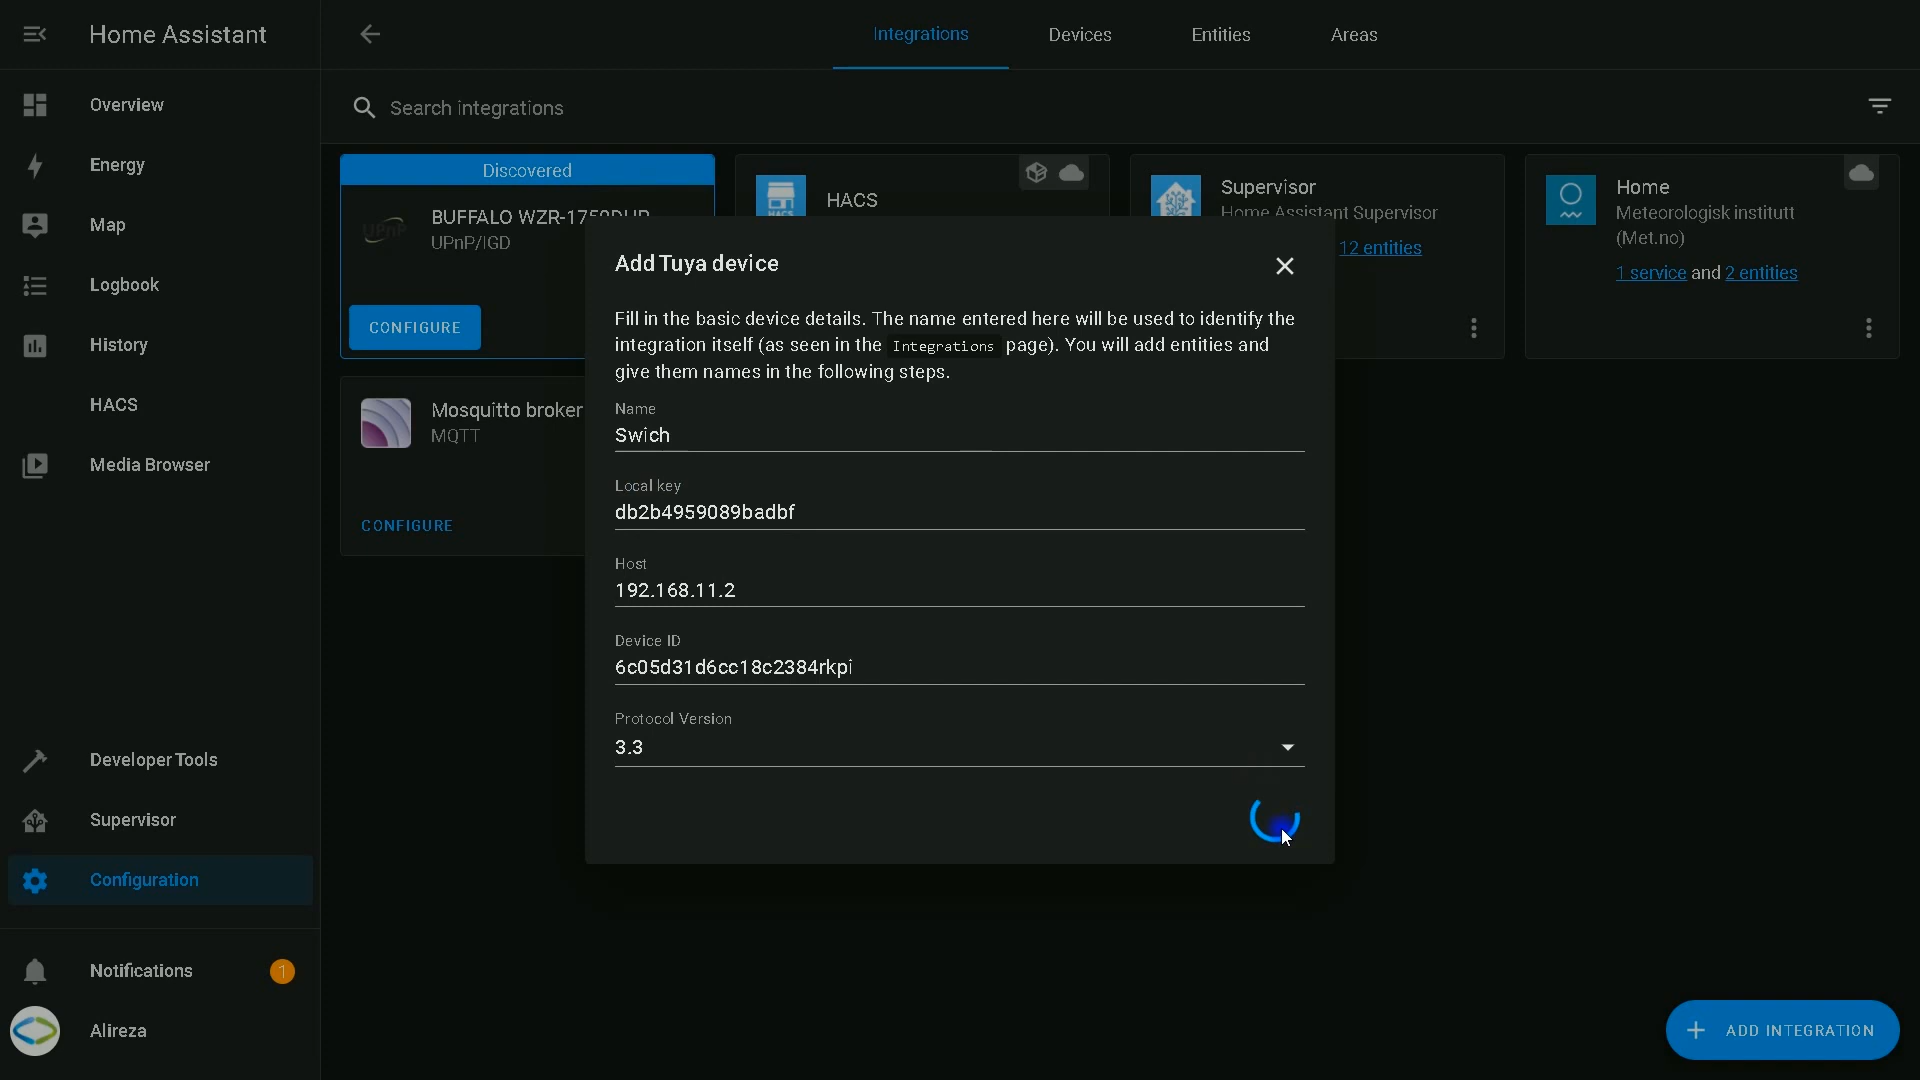 Home Assistant
Integrations
Devices
Entities
Areas
Overview
Energy
Map
Logbook
History
HACS
Media Browser
Developer Tools
Supervisor
Configuration
Notifications
1
Alireza
Search integrations
Discovered
BUFFALO WZR-1750DHP
UPnP
UPnP/IGD
CONFIGURE
HACS
HACS
Supervisor
Home Assistant Supervisor
12 entities
Home
Meteorologisk institutt
(Met.no)
1 service and 2 entities
Mosquitto broker
MQTT
CONFIGURE
Add Tuya device
Fill in the basic device details. The name entered here will be used to identify the
integration itself (as seen in the Integrations page). You will add entities and
give them names in the following steps.
Name
Swich
Local key
db2b4959089badbf
Host
192.168.11.2
Device ID
6c05d31d6cc18c2384rkpi
Protocol Version
3.3
ADD INTEGRATION